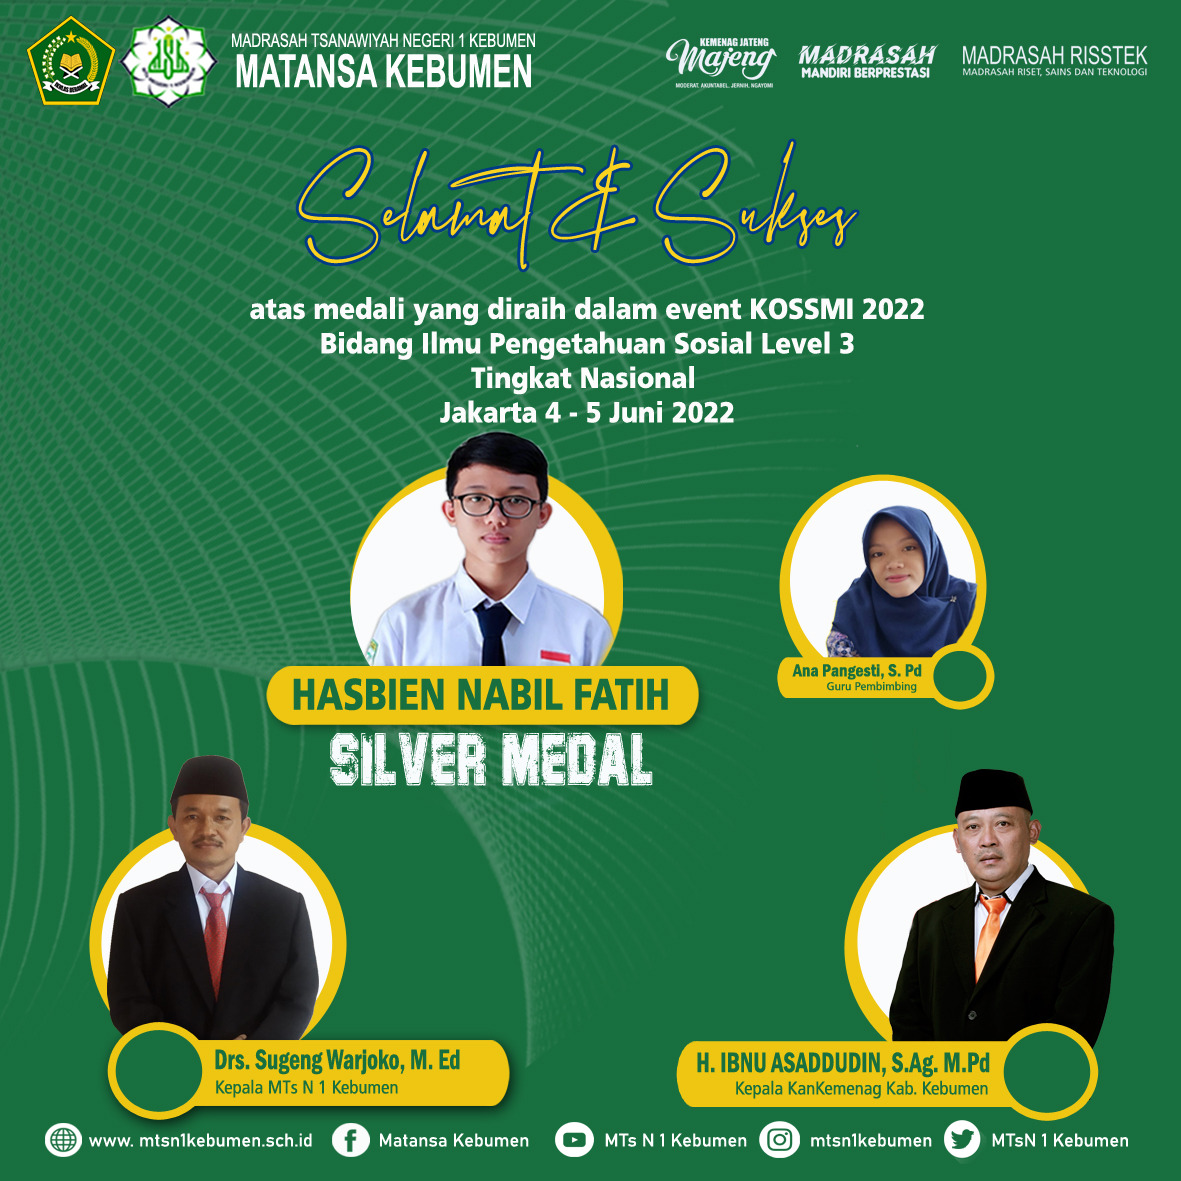 MADRASAH TSANAWIYAH NEGERI 1 KEBUMEN
MATANSA KEBUMEN
KEMENAG JATENG
Majeng
MODERAT, AKUNTABEL, JERNIH, NGAYOMI
MADRASAH
MANDIRI BERPRESTASI
MADRASAH RISSTEK
MADRASAH RISET, SAINS DAN TEKNOLOGI
Selamat & Sukses
atas medali yang diraih dalam event KOSSMI 2022
Bidang Ilmu Pengetahuan Sosial Level 3
Tingkat Nasional
Jakarta 4 - 5 Juni 2022
Ana Pangesti, S. Pd
Guru Pembimbing
HASBIEN NABIL FATIH
SILVER MEDAL
Drs. Sugeng Warjoko, M. Ed
Kepala MTs N 1 Kebumen
H. IBNU ASADDUDIN, S.Ag. M.Pd
Kepala KanKemenag Kab. Kebumen
www. mtsn1kebumen.sch.id
Matansa Kebumen
MTs N 1 Kebumen
mtsn1kebumen
MTsN 1 Kebumen